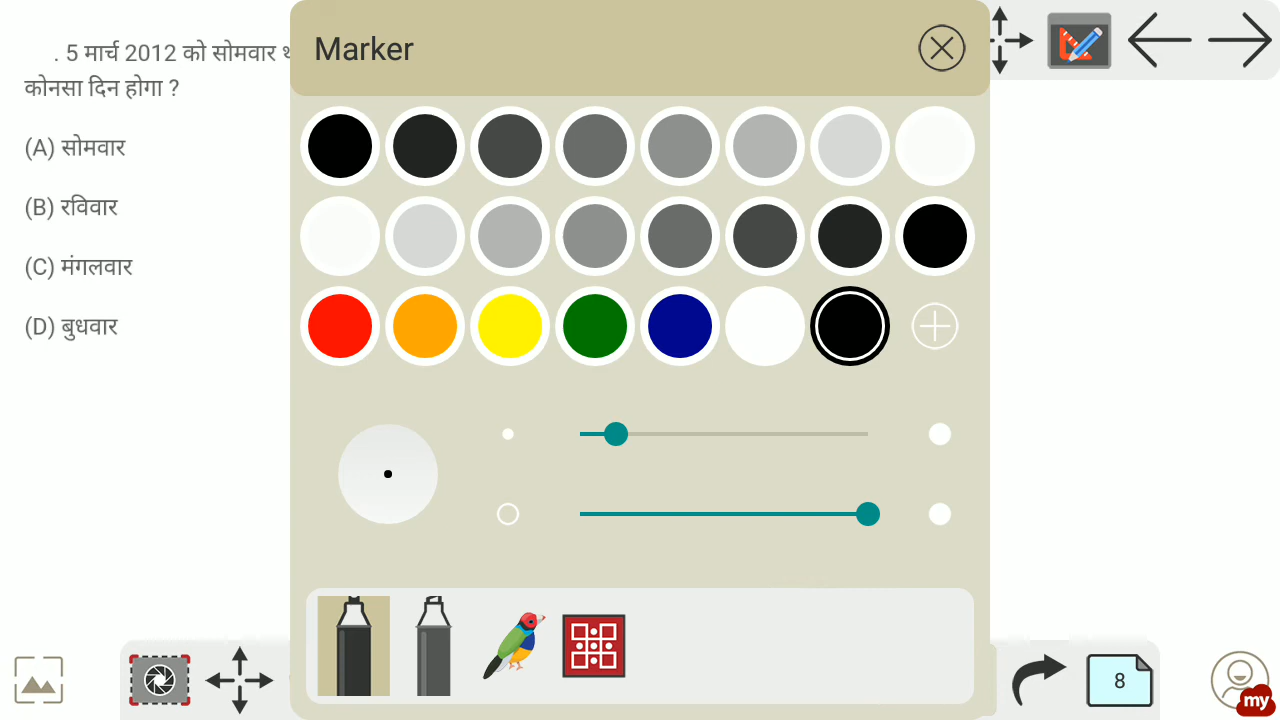 . 5 मार्च 2012 को सोमवार
कोनसा दिन होगा ?
(A) सोमवार
(B) रविवार
(C) मंगलवार
(D) बुधवार
Marker
8
my